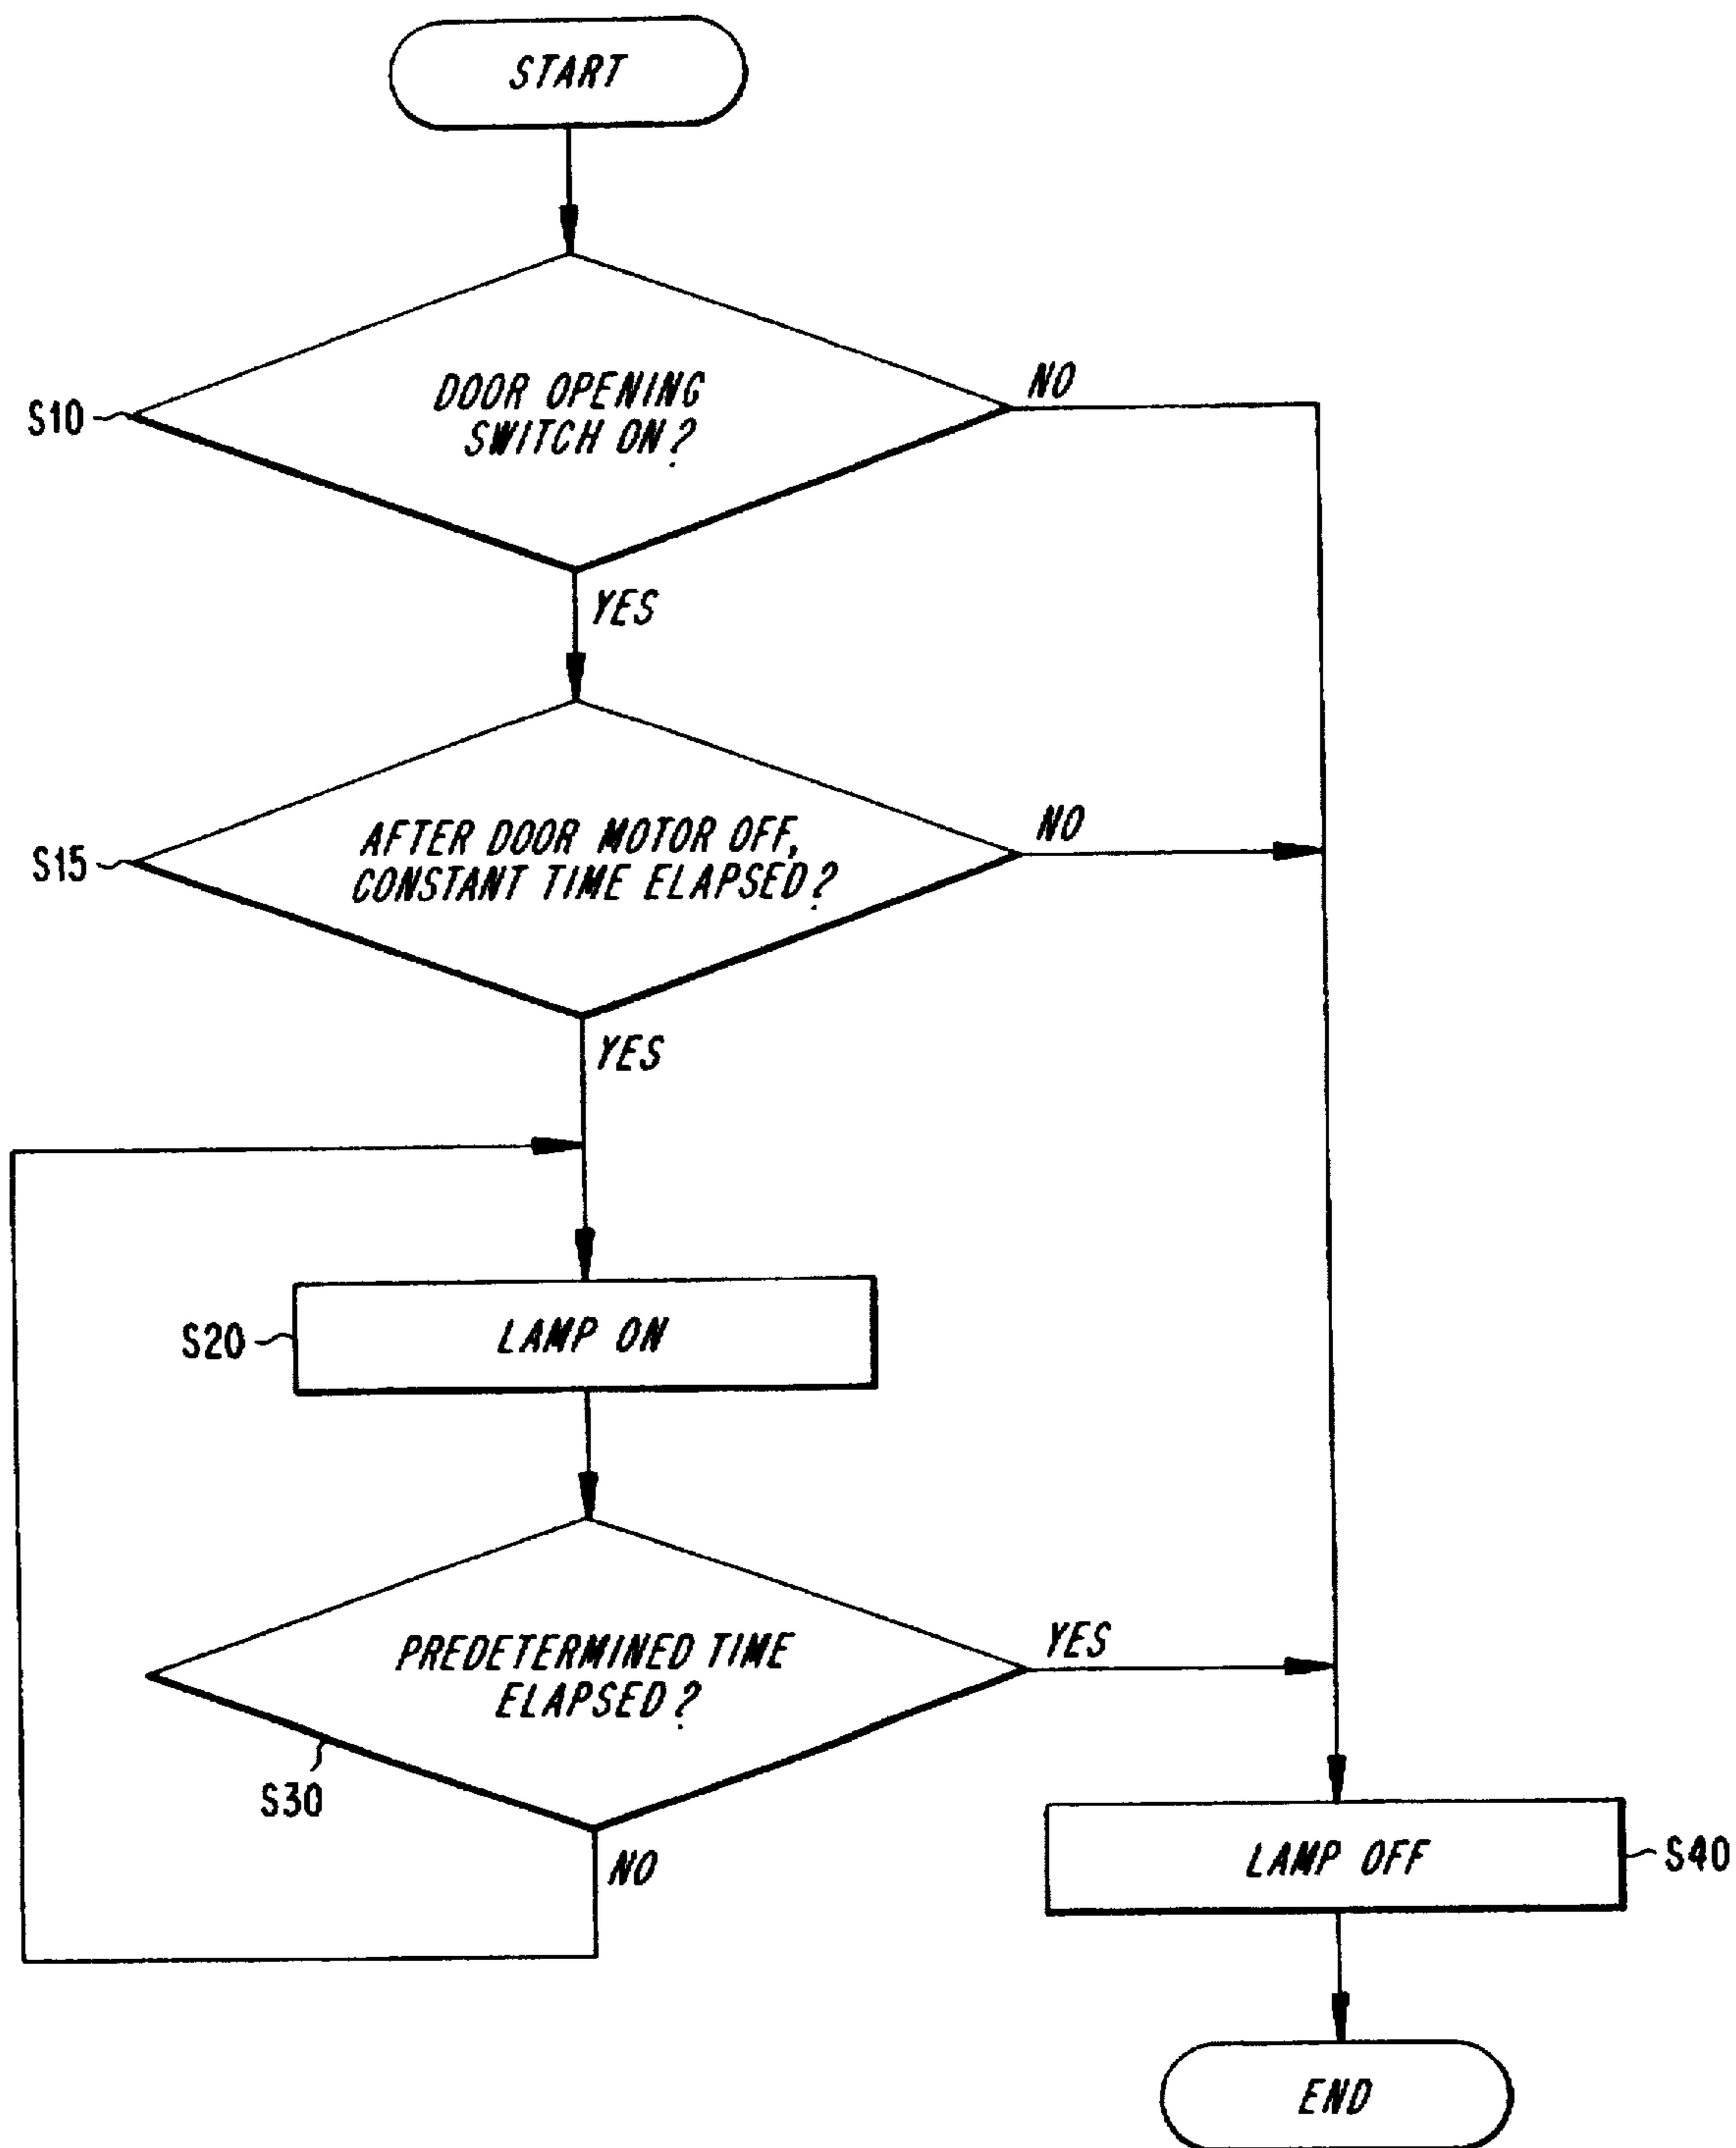 START
DOOR OPENING
SWITCH ON?
S10
NO
YES
AFTER DOOR MOTOR OFF,
CONSTANT TIME ELAPSED?
S15
NO
YES
LAMP ON
S20
PREDETERMINED TIME
ELAPSED?
YES
S30
NO
LAMP OFF
S40
END